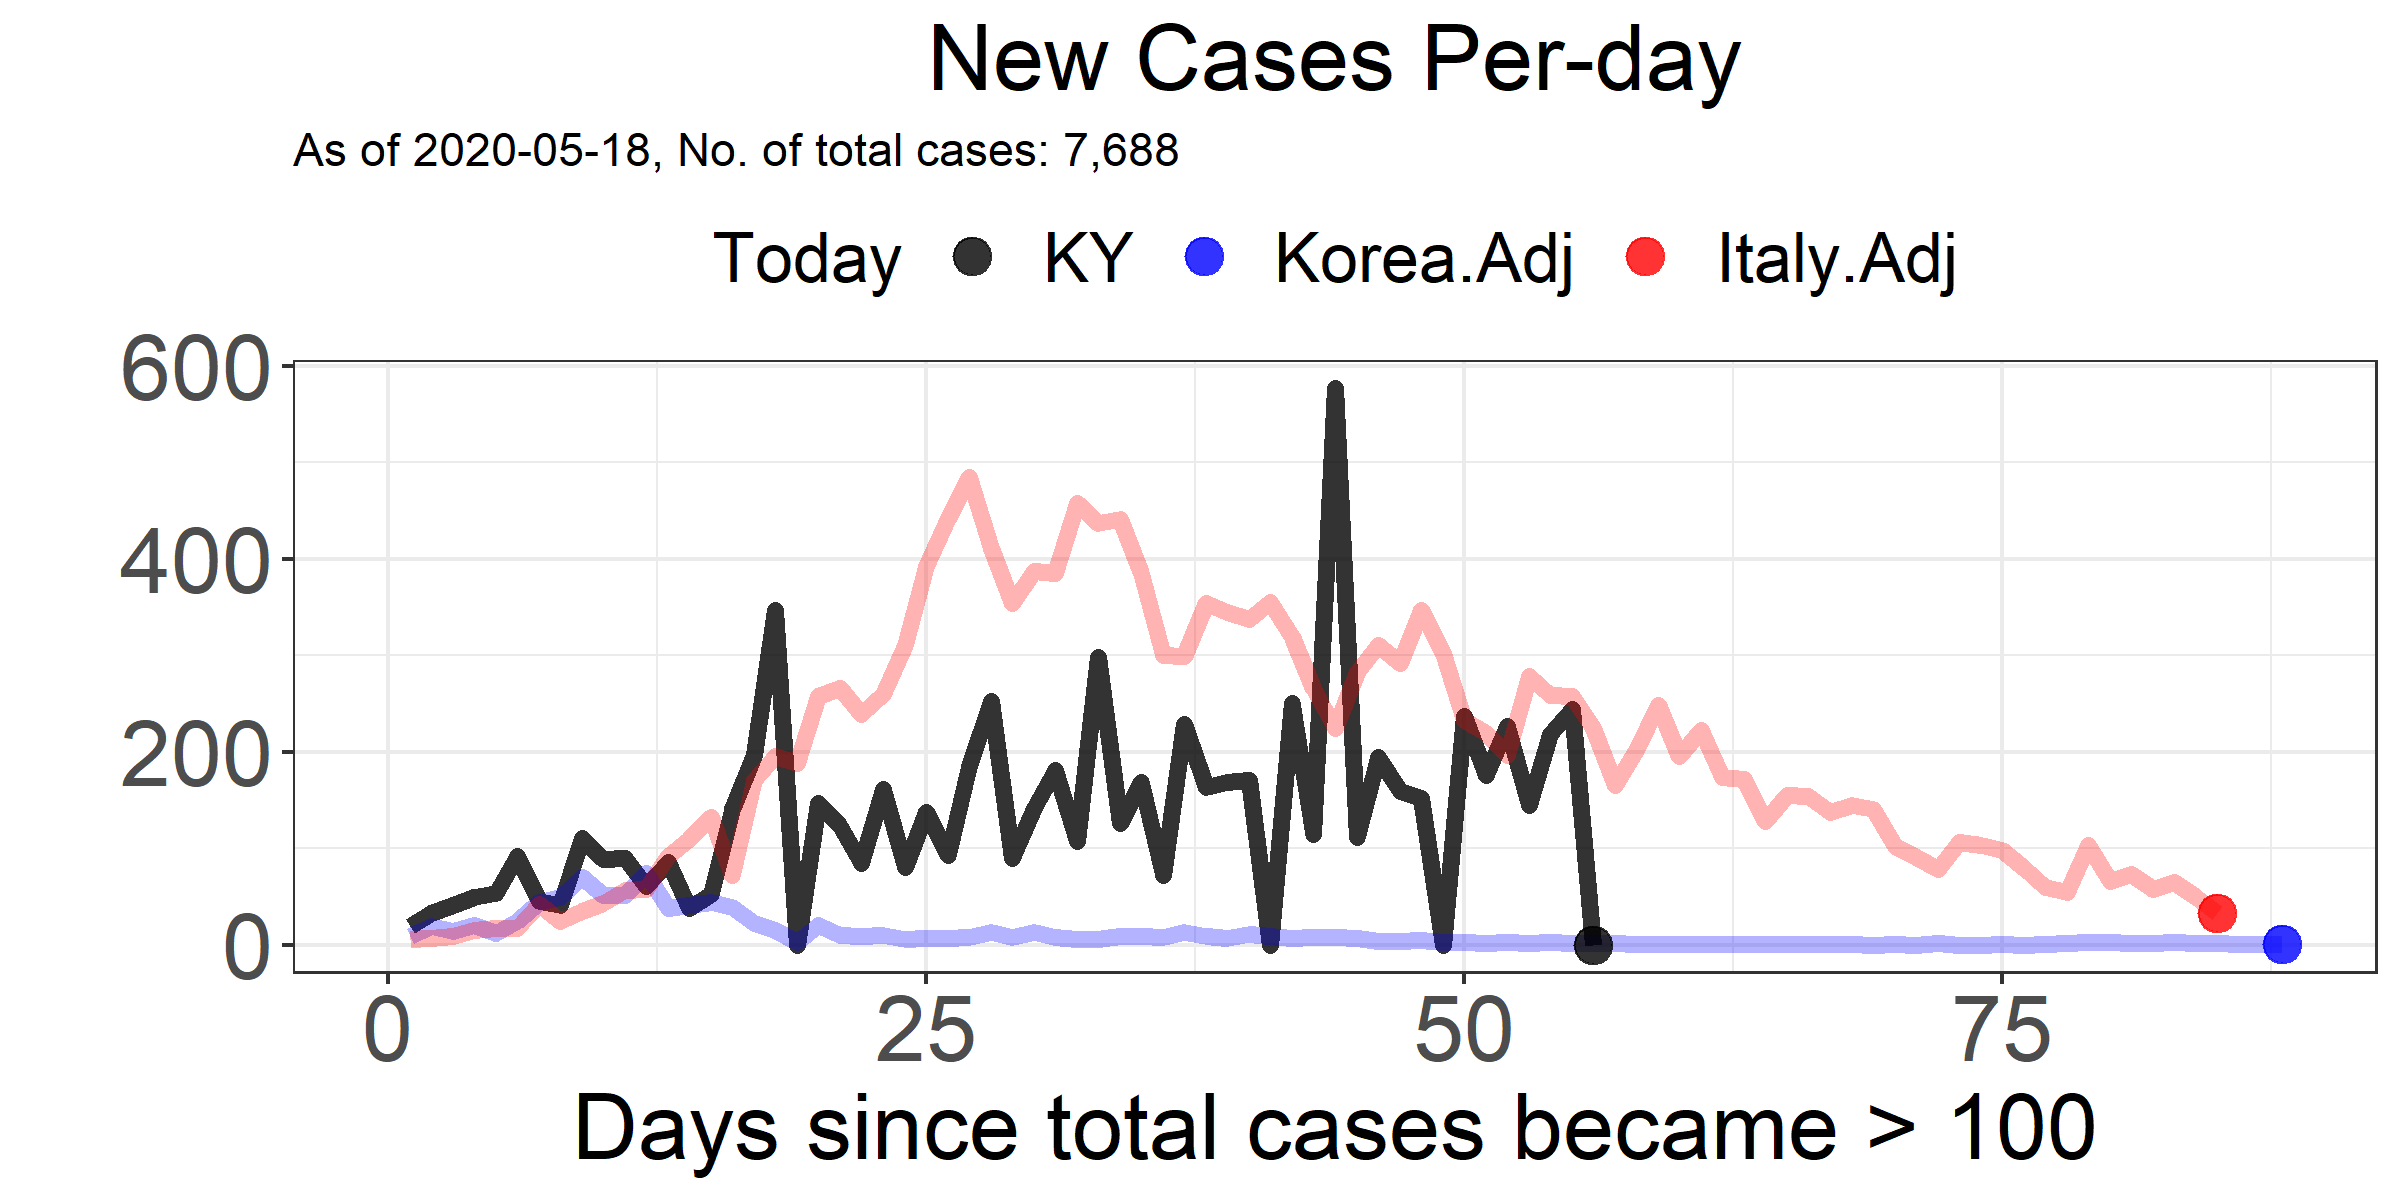 New Cases Per-day
As of 2020-05-18, No. of total cases: 7,688
Today KY Korea.Adj Italy.Adj
600
400
200
0
0 25 50 75
Days since total cases became > 100